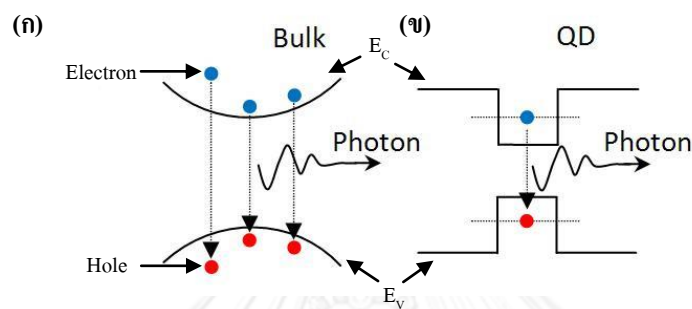 (ก)
Bulk
E_C
(ข)
QD
Electron
Photon
Photon
Hole
E_V